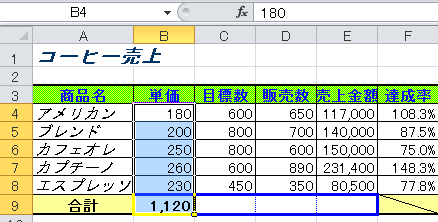 B4 fx 180
A B C D E F
1 コーヒー売上
2
3 商品名 単価 目標数 販売数 売上金額 達成率
4 アメリカン 180 600 650 117,000 108.3%
5 ブレンド 200 800 700 140,000 87.5%
6 カフェオレ 250 800 600 150,000 75.0%
7 カプチーノ 260 600 890 231,400 148.3%
8 エスプレッソ 230 450 350 80,500 77.8%
9 合計 1,120